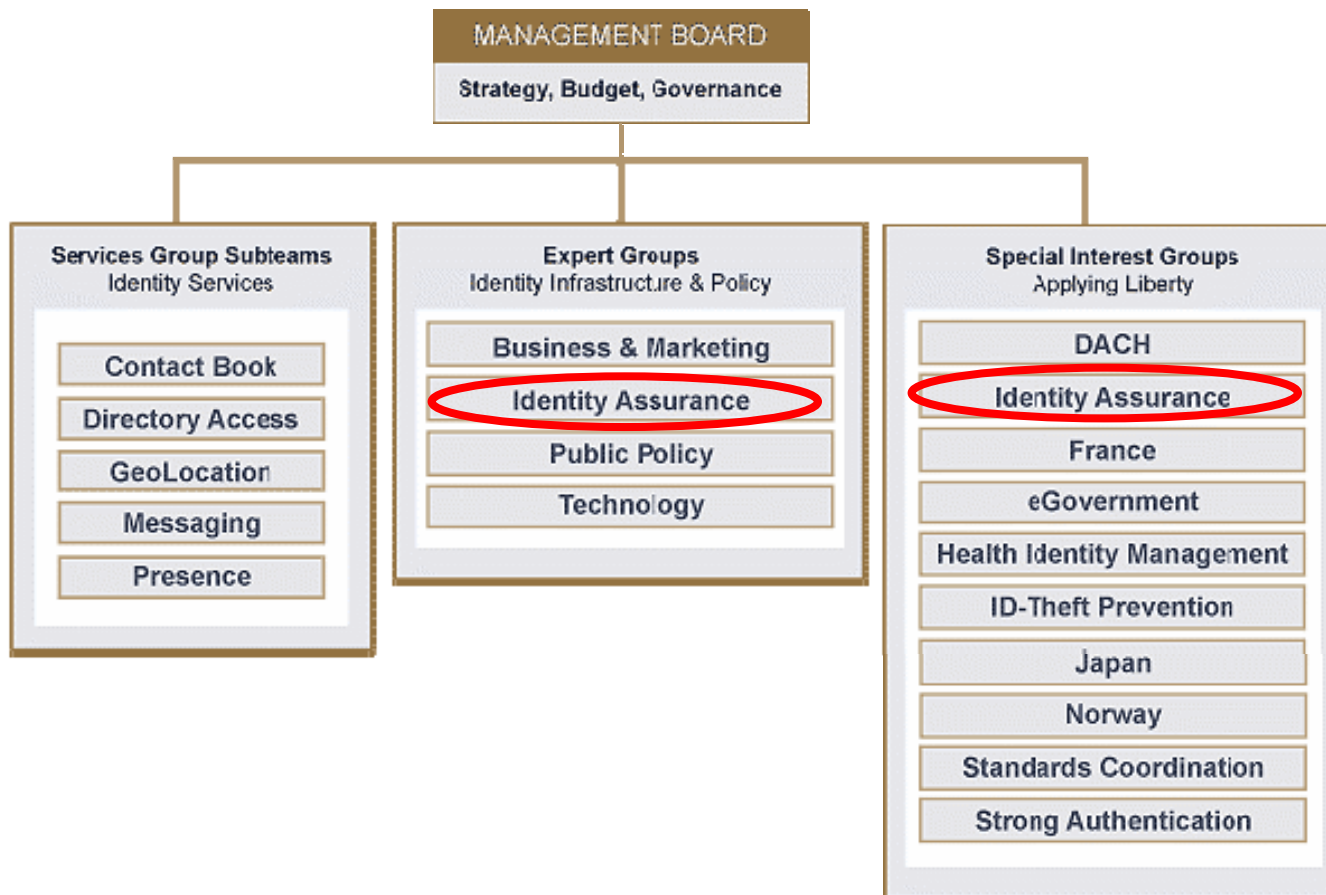 MANAGEMENT BOARD
Strategy, Budget, Governance
Services Group Subteams
Identity Services
Contact Book
Directory Access
GeoLocation
Messaging
Presence
Expert Groups
Identity Infrastructure & Policy
Business & Marketing
Identity Assurance
Public Policy
Technology
Special Interest Groups
Applying Liberty
DACH
Identity Assurance
France
eGovernment
Health Identity Management
ID-Theft Prevention
Japan
Norway
Standards Coordination
Strong Authentication